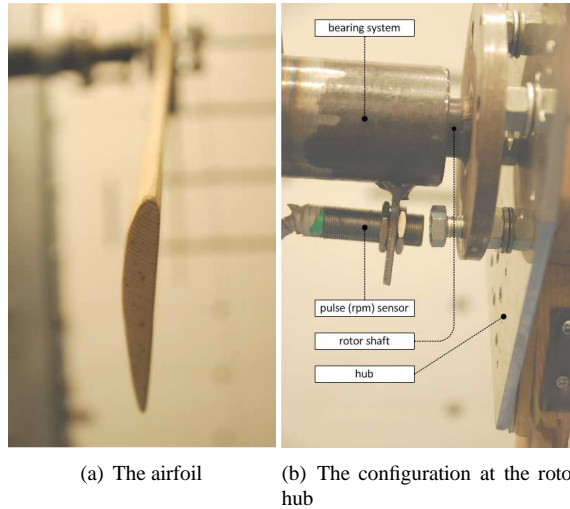 bearing system
pulse (rpm) sensor
rotor shaft
hub
(a) The airfoil
(b) The configuration at the roto
hub